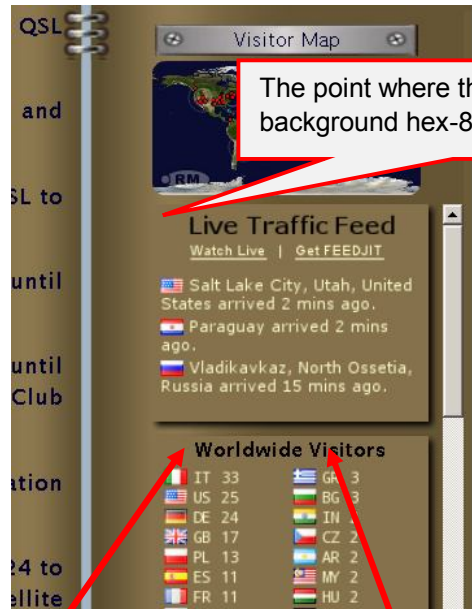 QSL
and
SL to
until
until
Club
ation
24 to
ellite
Visitor Map
The point where th
background hex-8
RM
Live Traffic Feed
Watch Live | Get FEEDJIT
Salt Lake City, Utah, United
States arrived 2 mins ago.
Paraguay arrived 2 mins
ago.
Vladikavkaz, North Ossetia,
Russia arrived 15 mins ago.
Worldwide Visitors
IT 33 GR 3
US 25 BG 3
DE 24 IN
GB 17 CZ 2
PL 13 AR 2
ES 11 MY 2
FR 11 HU 2